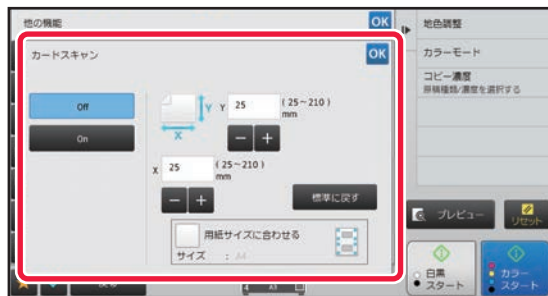 他の機能
OK
カードスキャン
OK
Off
On
Y
X
Y 25 (25~210) mm
X 25 (25~210) mm
標準に戻す
用紙サイズに合わせる
サイズ : A4
地色調整
カラーモード
コピー濃度
原稿種類/濃度を選択する
プレビュー
リセット
白黒
スタート
カラー
スタート